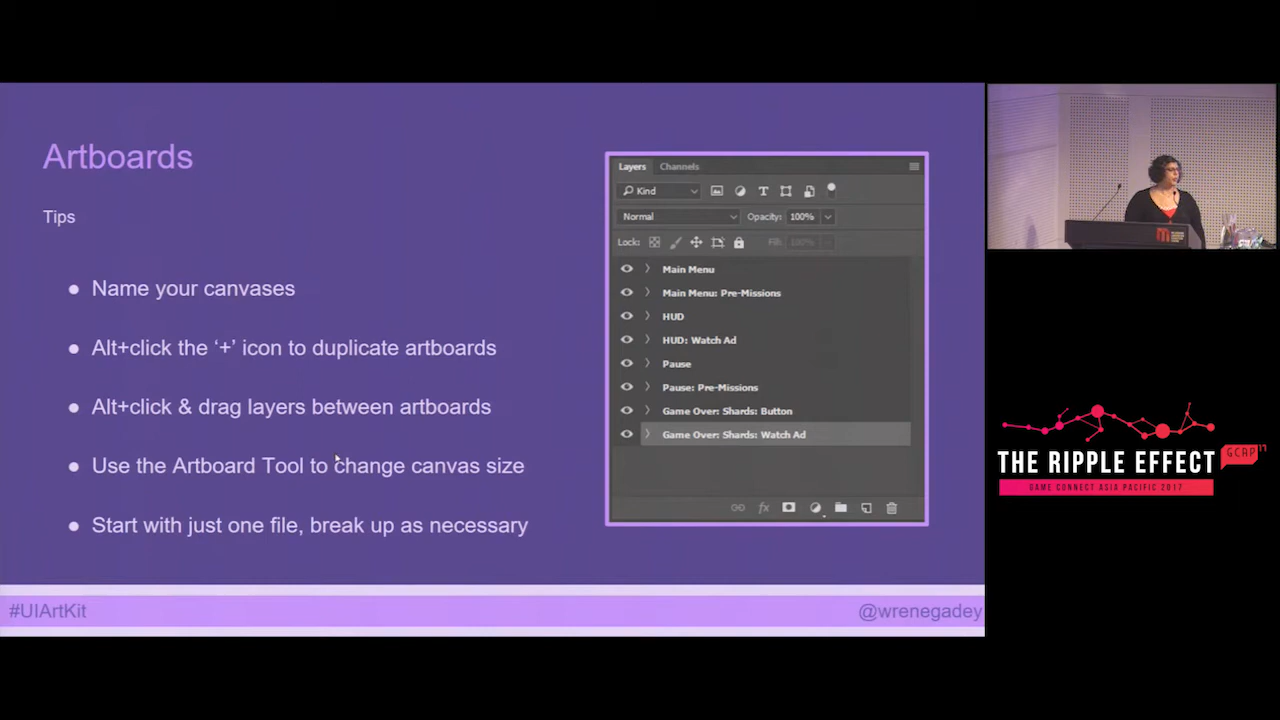 Artboards
Tips
● Name your canvases
● Alt+click the ‘+’ icon to duplicate artboards
● Alt+click & drag layers between artboards
● Use the Artboard Tool to change canvas size
● Start with just one file, break up as necessary
Layers Channels
Kind
Normal Opacity: 100%
Lock: Fill: 100%
Main Menu
Main Menu: Pre-Missions
HUD
HUD: Watch Ad
Pause
Pause: Pre-Missions
Game Over: Shards: Button
Game Over: Shards: Watch Ad
fx
#UIArtKit
@wrenegadey
THE RIPPLE EFFECT
GCAP 17
GAME CONNECT ASIA PACIFIC 2017